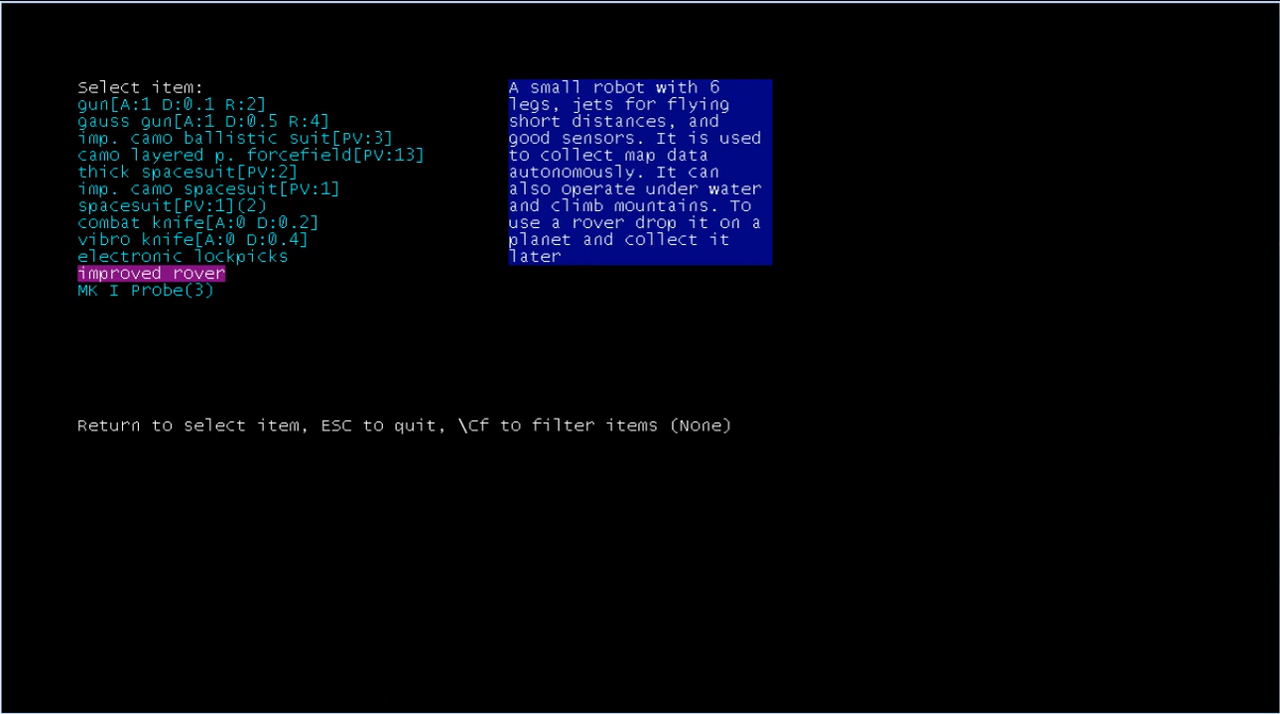 Select item:
gun[A:1 D:0.1 R:2]
gauss gun[A:1 D:0.5 R:4]
imp. camo ballistic suit[PV:3]
camo layered p. forcefield[PV:13]
thick spacesuit[PV:2]
imp. camo spacesuit[PV:1]
spacesuit[PV:1](2)
combat knife[A:0 D:0.2]
vibro knife[A:0 D:0.4]
electronic lockpicks
improved rover
MK I Probe(3)
A small robot with 6
legs, jets for flying
short distances, and
good sensors. It is used
to collect map data
autonomously. It can
also operate under water
and climb mountains. To
use a rover drop it on a
planet and collect it
later
Return to select item, ESC to quit, \Cf to filter items (None)